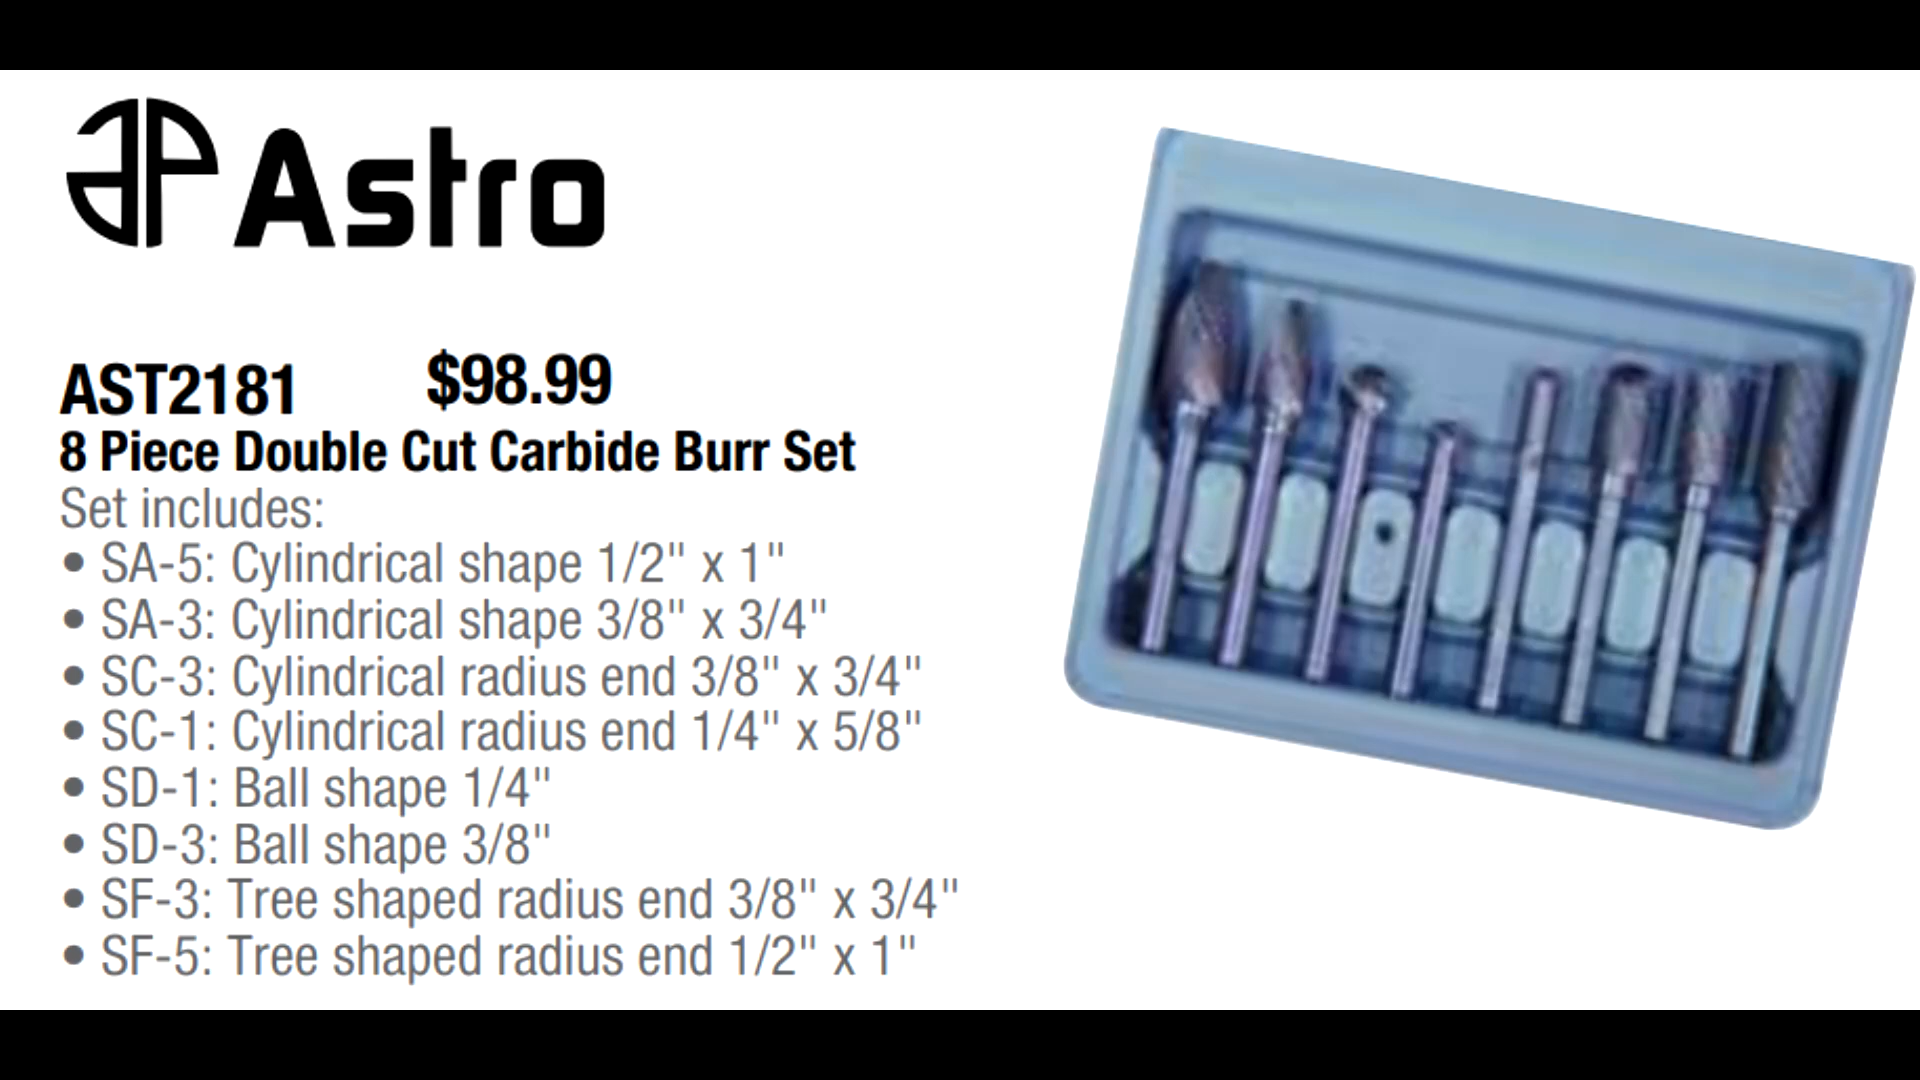 Astro
AST2181 $98.99
8 Piece Double Cut Carbide Burr Set
Set includes:
• SA-5: Cylindrical shape 1/2" x 1"
• SA-3: Cylindrical shape 3/8" x 3/4"
• SC-3: Cylindrical radius end 3/8" x 3/4"
• SC-1: Cylindrical radius end 1/4" x 5/8"
• SD-1: Ball shape 1/4"
• SD-3: Ball shape 3/8"
• SF-3: Tree shaped radius end 3/8" x 3/4"
• SF-5: Tree shaped radius end 1/2" x 1"